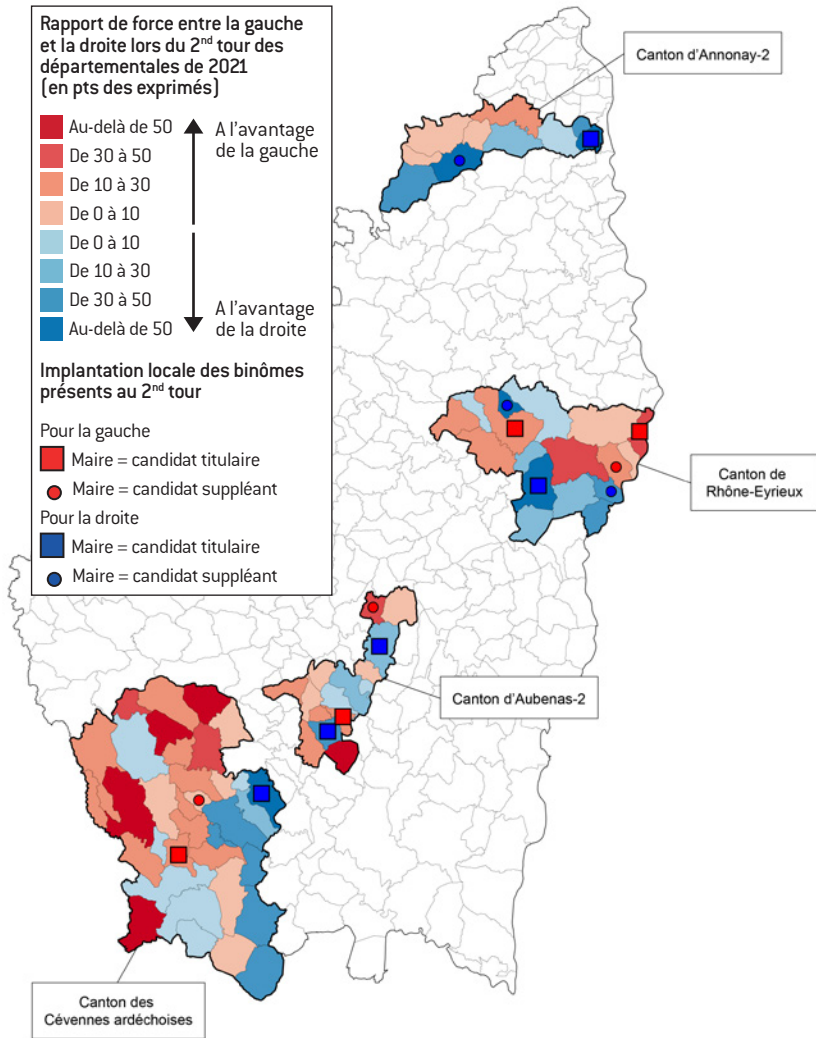 Rapport de force entre la gauche
et la droite lors du 2nd tour des
départementales de 2021
(en pts des exprimés)
Au-delà de 50
De 30 à 50
De 10 à 30
De 0 à 10
De 0 à 10
De 10 à 30
De 30 à 50
Au-delà de 50
A l'avantage
de la gauche
A l'avantage
de la droite
Implantation locale des binômes
présents au 2nd tour
Pour la gauche
Maire = candidat titulaire
Maire = candidat suppléant
Pour la droite
Maire = candidat titulaire
Maire = candidat suppléant
Canton d'Annonay-2
Canton de
Rhône-Eyrieux
Canton d'Aubenas-2
Canton des
Cévennes ardéchoises